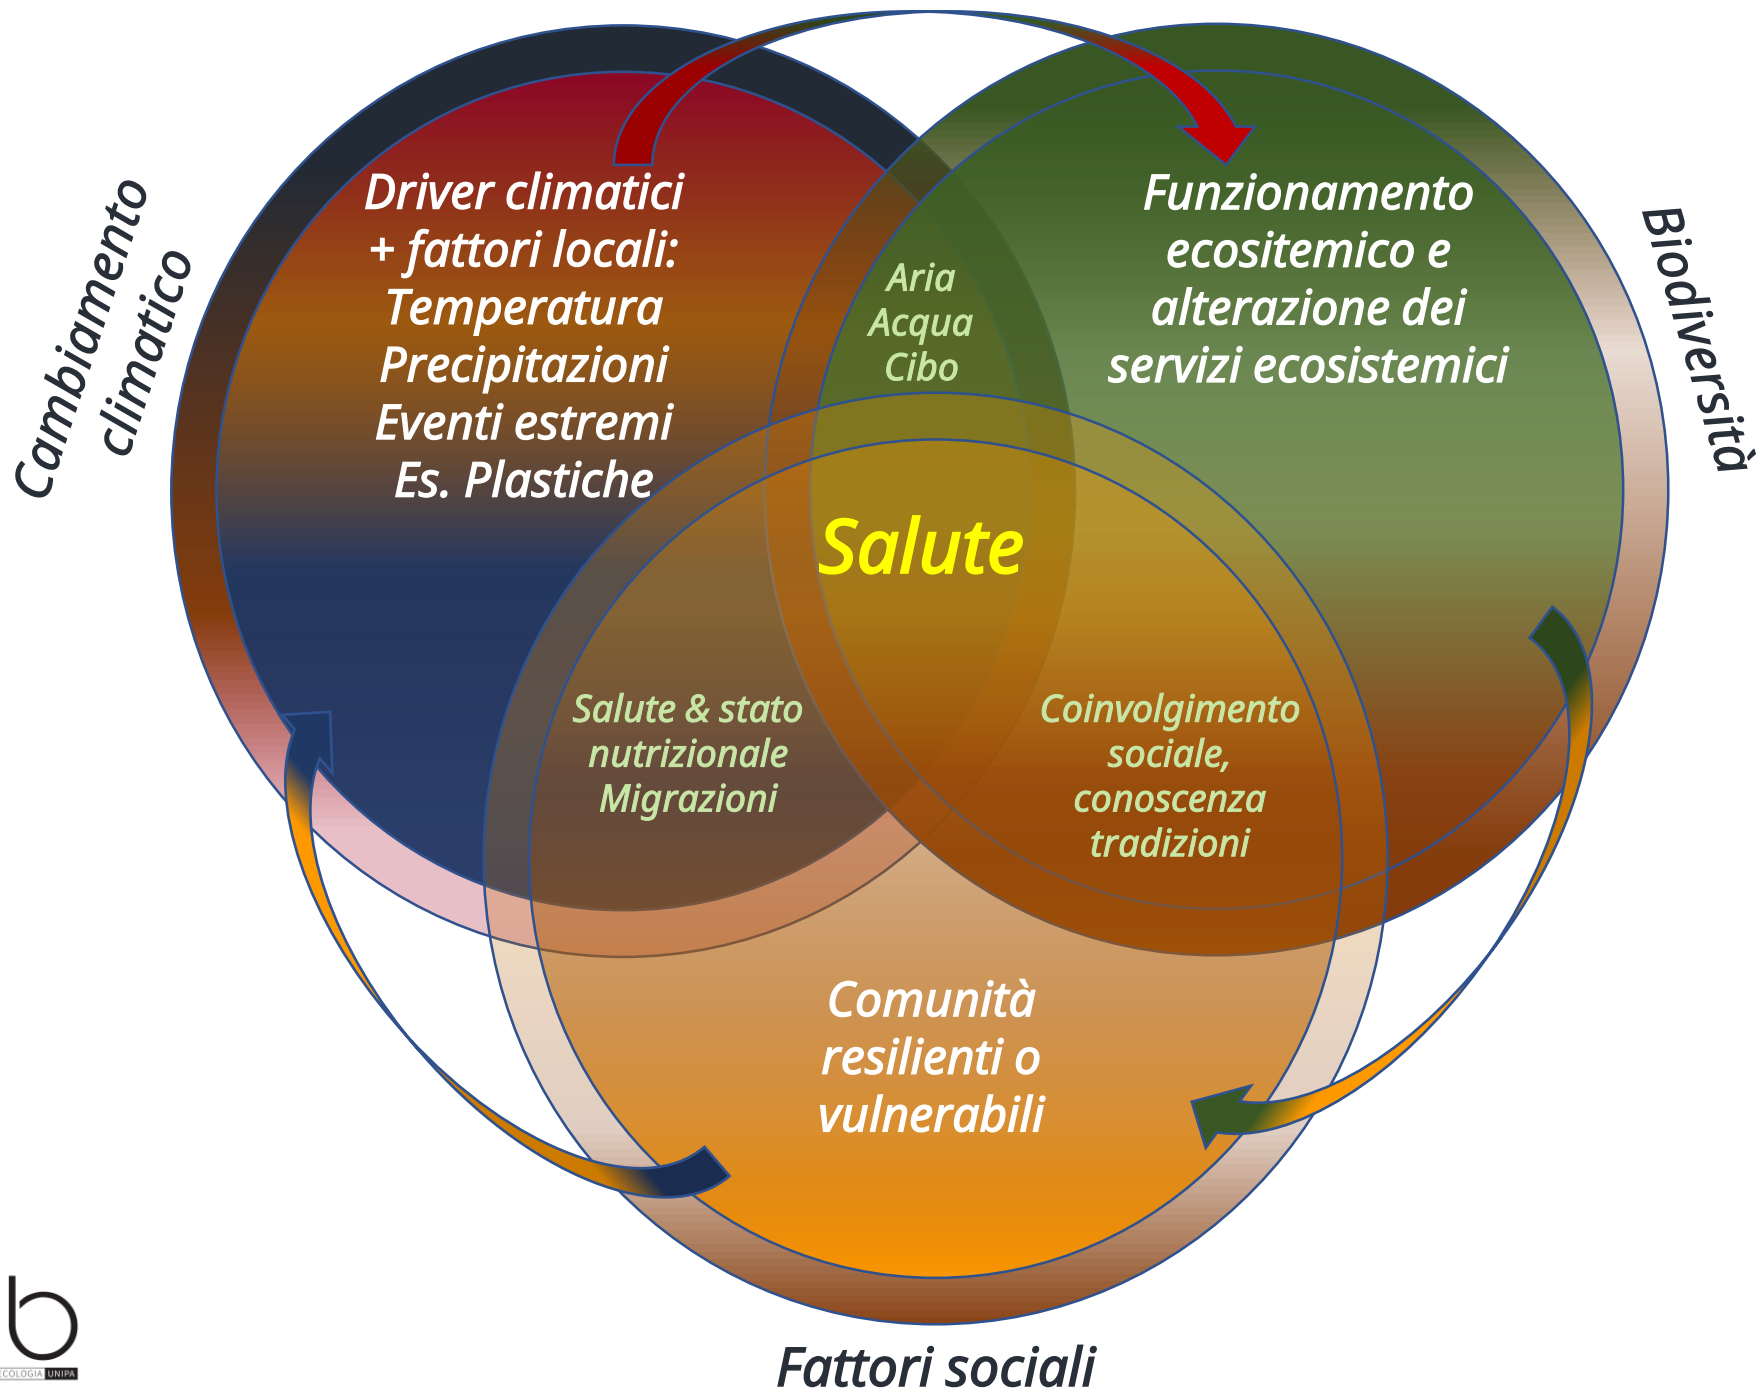 Cambiamento
climatico
Driver climatici
+ fattori locali:
Temperatura
Precipitazioni
Eventi estremi
Es. Plastiche
Aria
Acqua
Cibo
Funzionamento
ecositemico e
alterazione dei
servizi ecosistemici
Biodiversità
Salute
Salute & stato
nutrizionale
Migrazioni
Coinvolgimento
sociale,
conoscenza
tradizioni
Comunità
resilienti o
vulnerabili
Fattori sociali
b
ECOLOGIA UNIPA